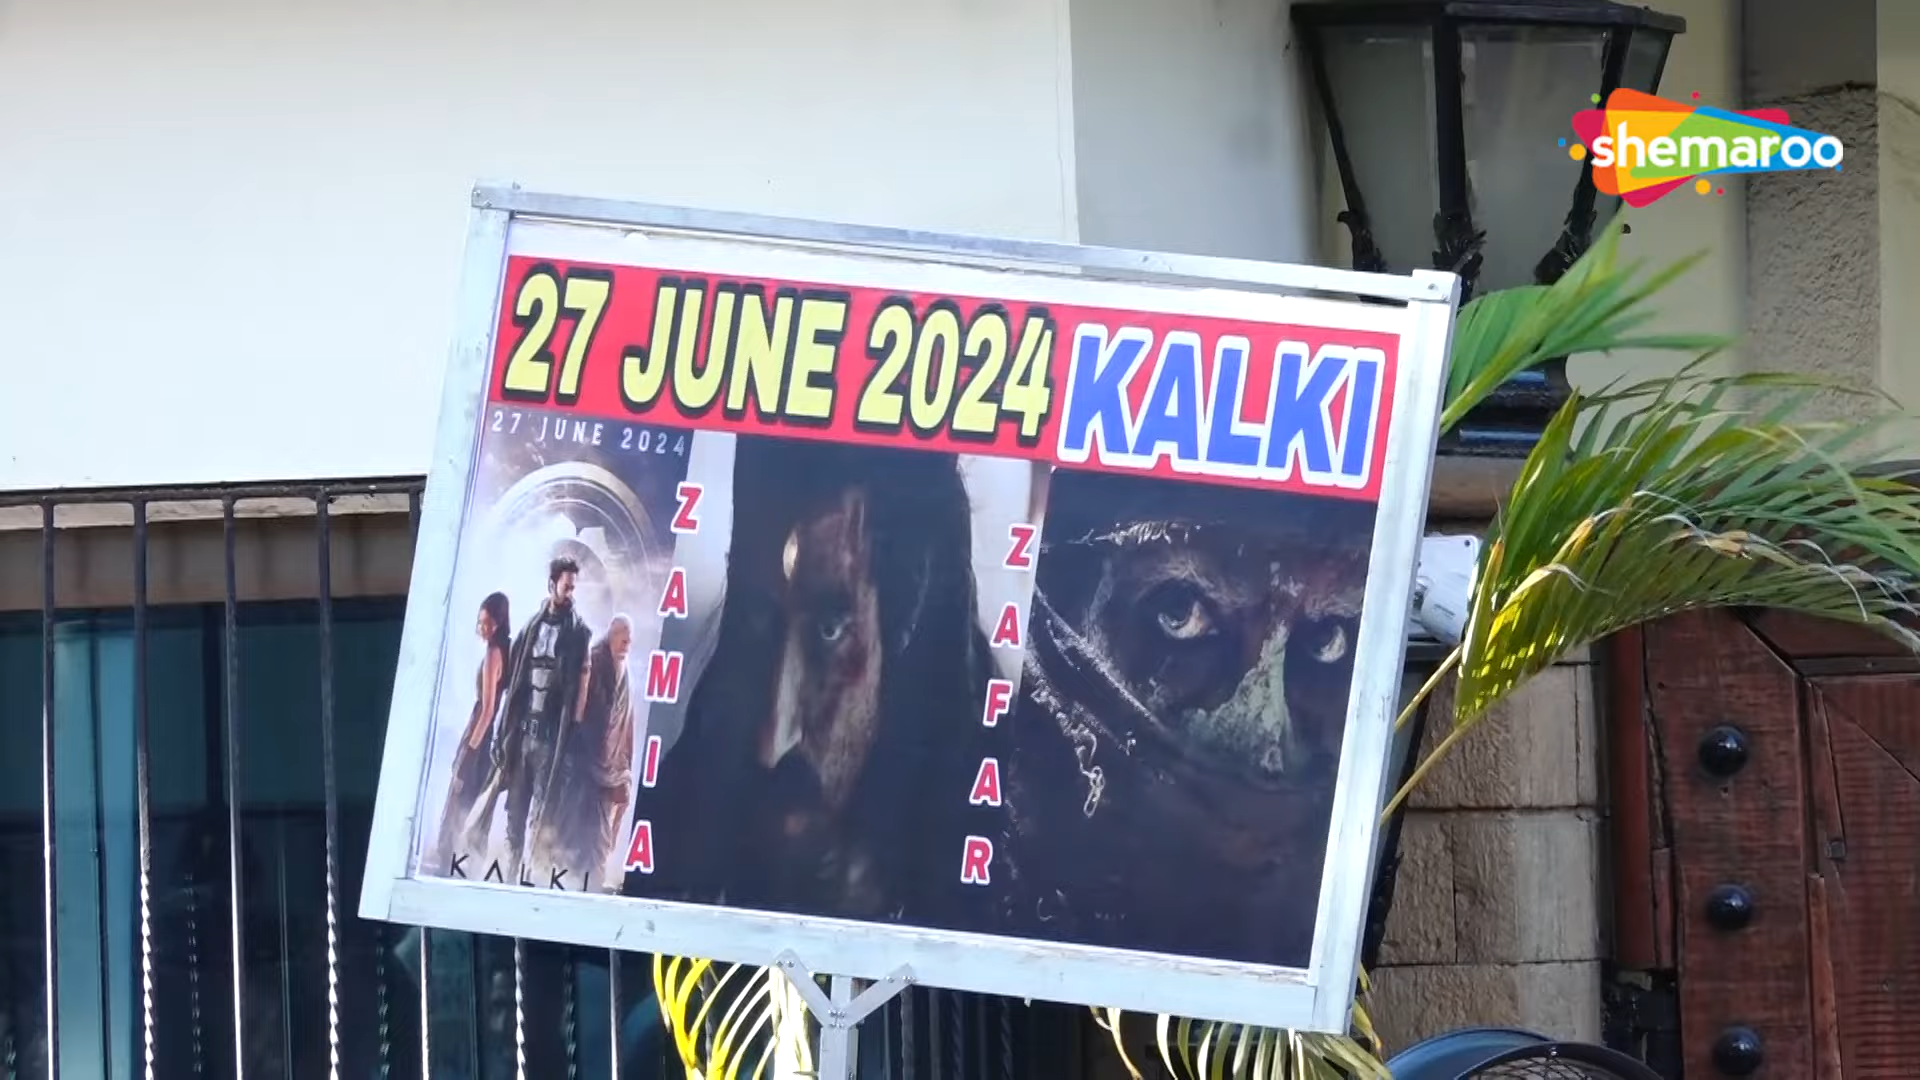 shemaroo
27 JUNE 2024 KALKI
27 JUNE 2024
ZAMIA
ZAFAR
KALKI